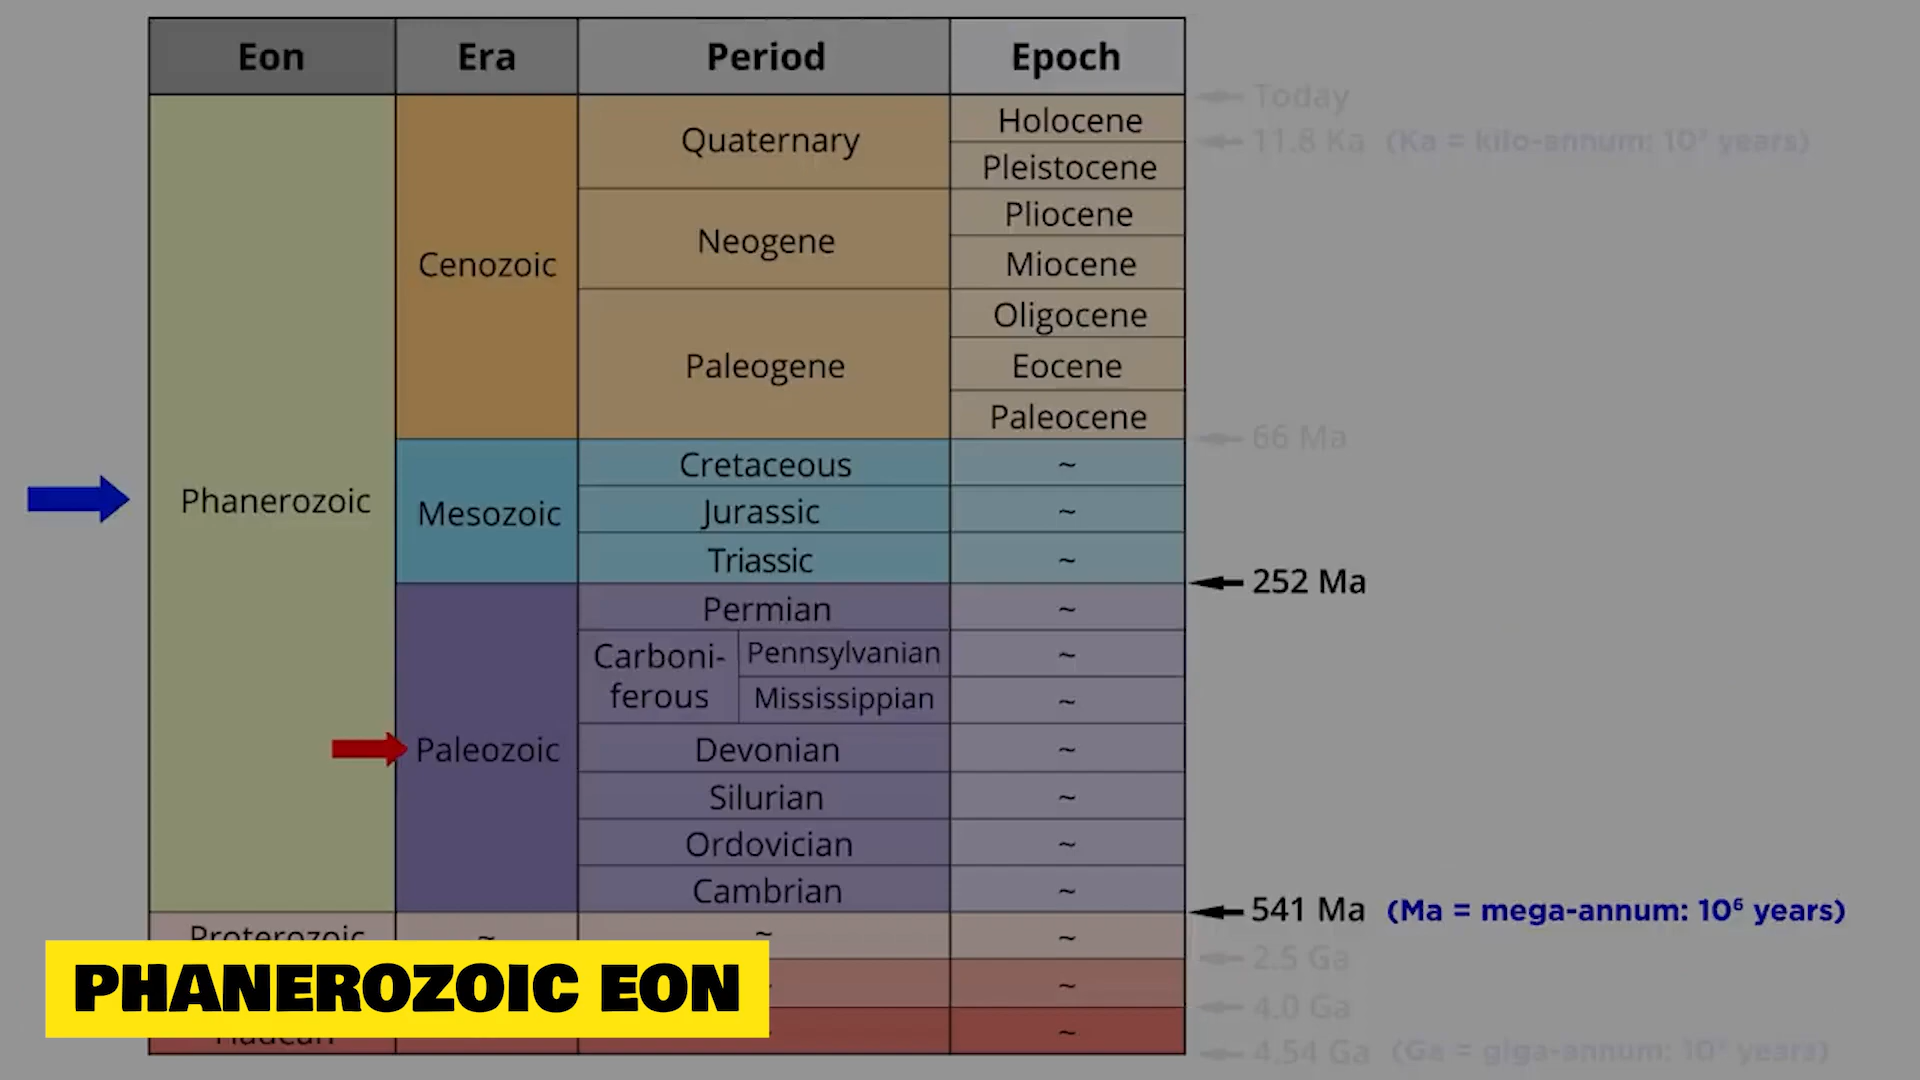 Eon Era Period Epoch
Today
Holocene
Quaternary
11.8 Ka (Ka = kilo-annum: 10³ years)
Pleistocene
Pliocene
Neogene
Cenozoic
Miocene
Oligocene
Paleogene
Eocene
Paleocene
66 Ma
Cretaceous ~
Phanerozoic
Mesozoic
Jurassic ~
Triassic ~
252 Ma
Permian ~
Carboni-
ferous
Pennsylvanian ~
Mississippian ~
Paleozoic
Devonian ~
Silurian ~
Ordovician ~
Cambrian ~
541 Ma (Ma = mega-annum: 10⁶ years)
Proterozoic ~ ~ ~
2.5 Ga
~
4.0 Ga
PHANEROZOIC EON
Hadean ~
4.54 Ga (Ga = giga-annum: 10⁹ years)